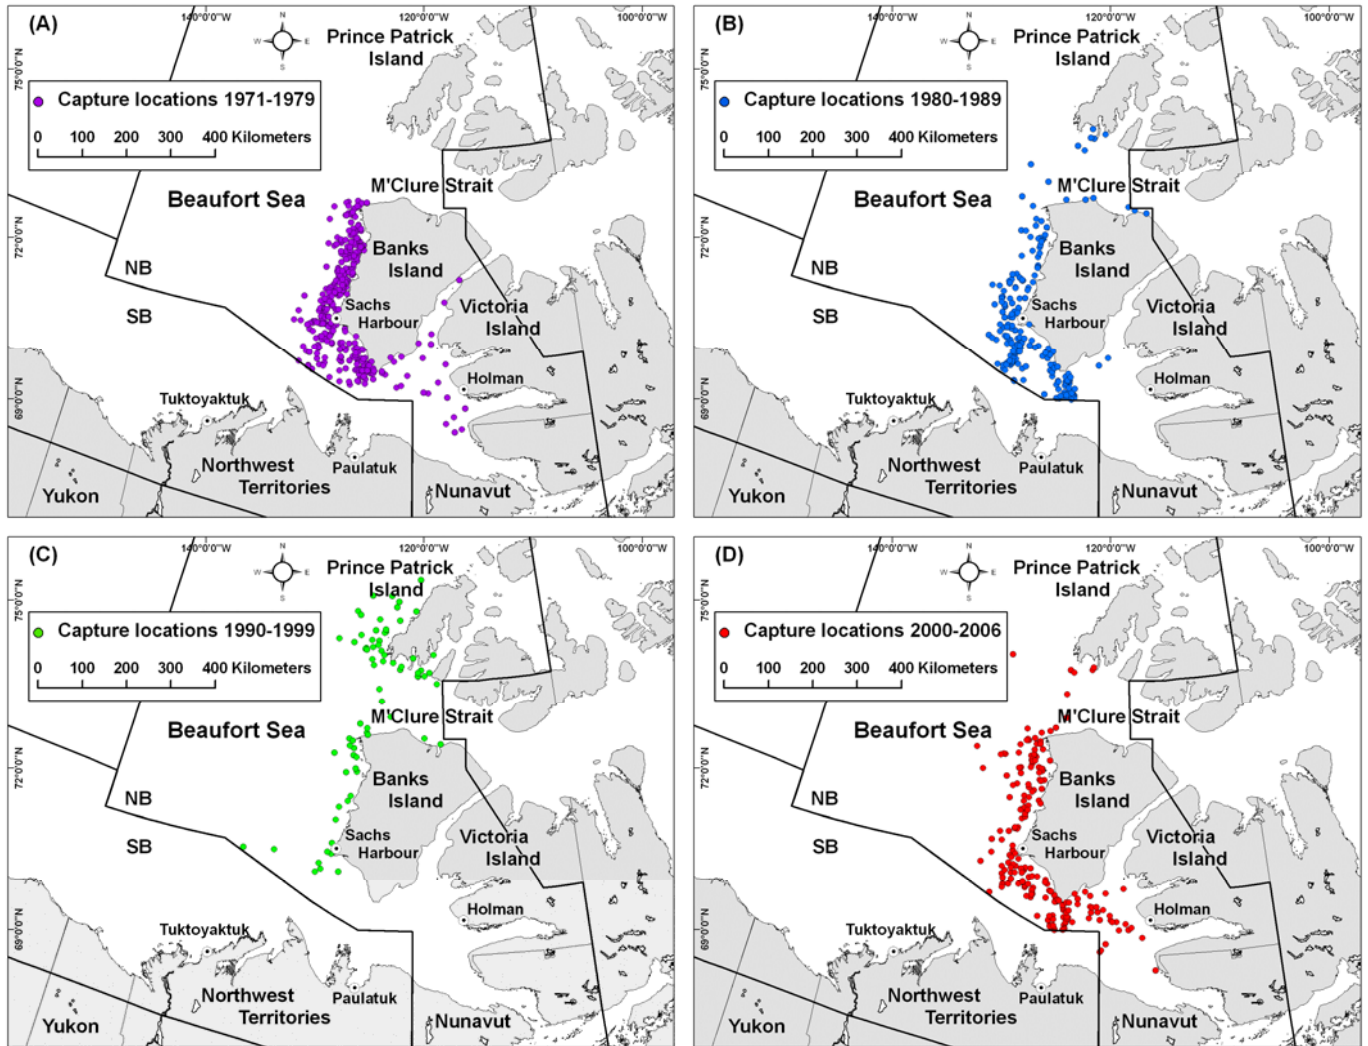 (A)
140°0'0"W
120°0'0"W
100°0'0"W
N
W
E
S
Prince Patrick
Island
75°0'0"N
Capture locations 1971-1979
0 100 200 300 400 Kilometers
Beaufort Sea
M'Clure Strait
72°0'0"N
Banks
Island
NB
SB
Sachs
Harbour
Victoria
Island
Holman
69°0'0"N
Tuktoyaktuk
Paulatuk
Northwest
Territories
Yukon
Nunavut
(B)
140°0'0"W
120°0'0"W
100°0'0"W
N
W
E
S
Prince Patrick
Island
75°0'0"N
Capture locations 1980-1989
0 100 200 300 400 Kilometers
Beaufort Sea
M'Clure Strait
72°0'0"N
Banks
Island
NB
SB
Sachs
Harbour
Victoria
Island
Holman
69°0'0"N
Tuktoyaktuk
Paulatuk
Northwest
Territories
Yukon
Nunavut
(C)
140°0'0"W
120°0'0"W
100°0'0"W
N
W
E
S
Prince Patrick
Island
75°0'0"N
Capture locations 1990-1999
0 100 200 300 400 Kilometers
Beaufort Sea
M'Clure Strait
72°0'0"N
Banks
Island
NB
SB
Sachs
Harbour
Victoria
Island
Holman
69°0'0"N
Tuktoyaktuk
Paulatuk
Northwest
Territories
Yukon
Nunavut
(D)
140°0'0"W
120°0'0"W
100°0'0"W
N
W
E
S
Prince Patrick
Island
75°0'0"N
Capture locations 2000-2006
0 100 200 300 400 Kilometers
Beaufort Sea
M'Clure Strait
72°0'0"N
Banks
Island
NB
SB
Sachs
Harbour
Victoria
Island
Holman
69°0'0"N
Tuktoyaktuk
Paulatuk
Northwest
Territories
Yukon
Nunavut